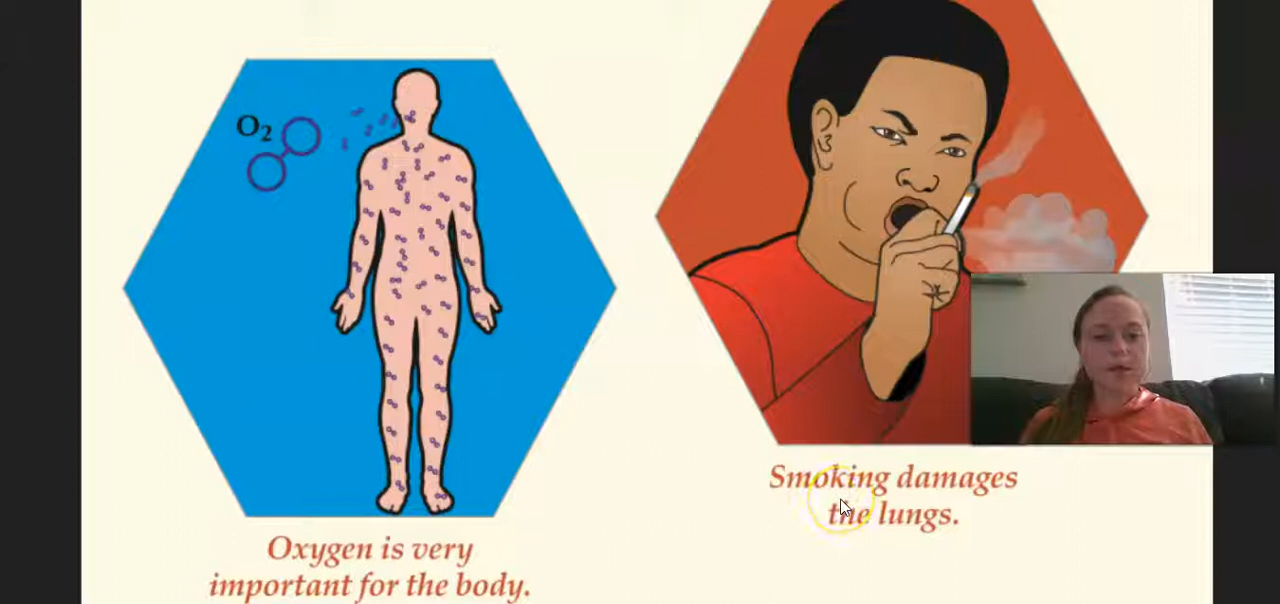 O₂
Oxygen is very
important for the body.
Smoking damages
the lungs.